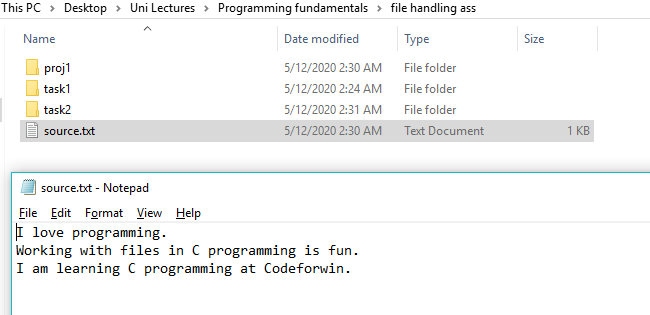 This PC > Desktop > Uni Lectures > Programming fundamentals > file handling ass
Name Date modified Type Size
proj1 5/12/2020 2:30 AM File folder
task1 5/12/2020 2:24 AM File folder
task2 5/12/2020 2:31 AM File folder
source.txt 5/12/2020 2:30 AM Text Document 1 KB
source.txt - Notepad
File Edit Format View Help
I love programming.
Working with files in C programming is fun.
I am learning C programming at Codeforwin.